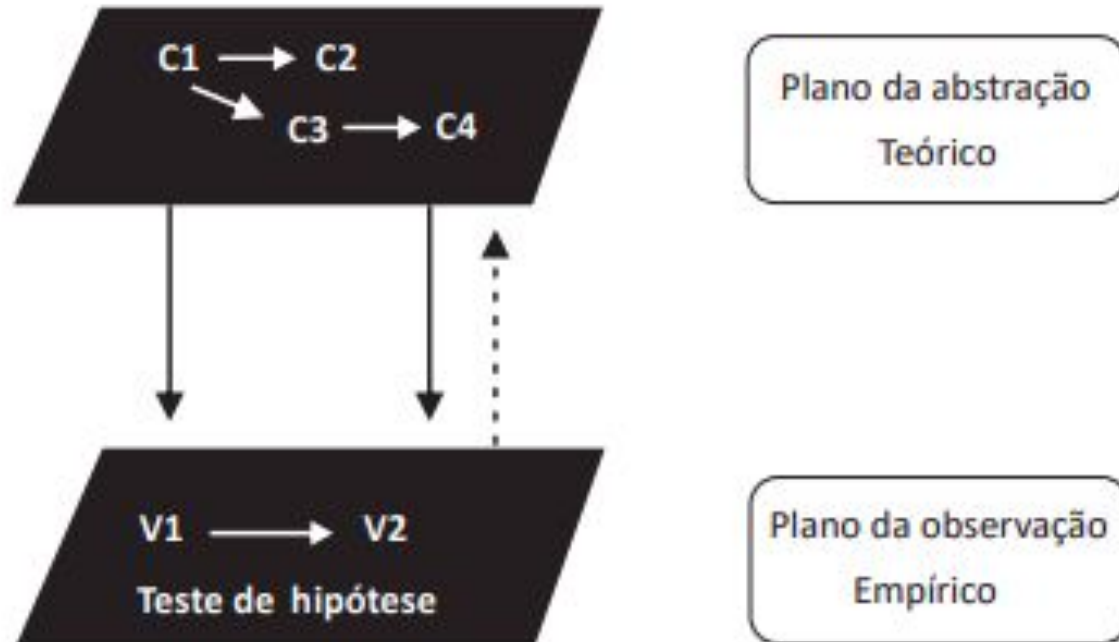 C1 C2
C3 C4
Plano da abstração
Teórico
V1 V2
Teste de hipótese
Plano da observação
Empírico